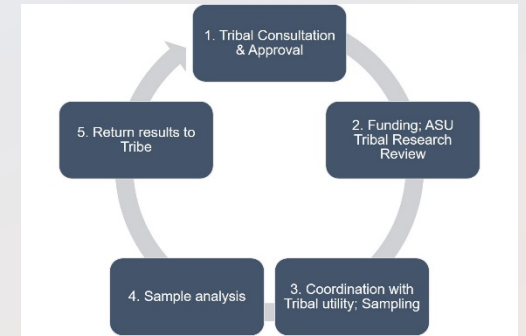 1. Tribal Consultation
& Approval
2. Funding; ASU
Tribal Research
Review
3. Coordination with
Tribal utility; Sampling
4. Sample analysis
5. Return results to
Tribe